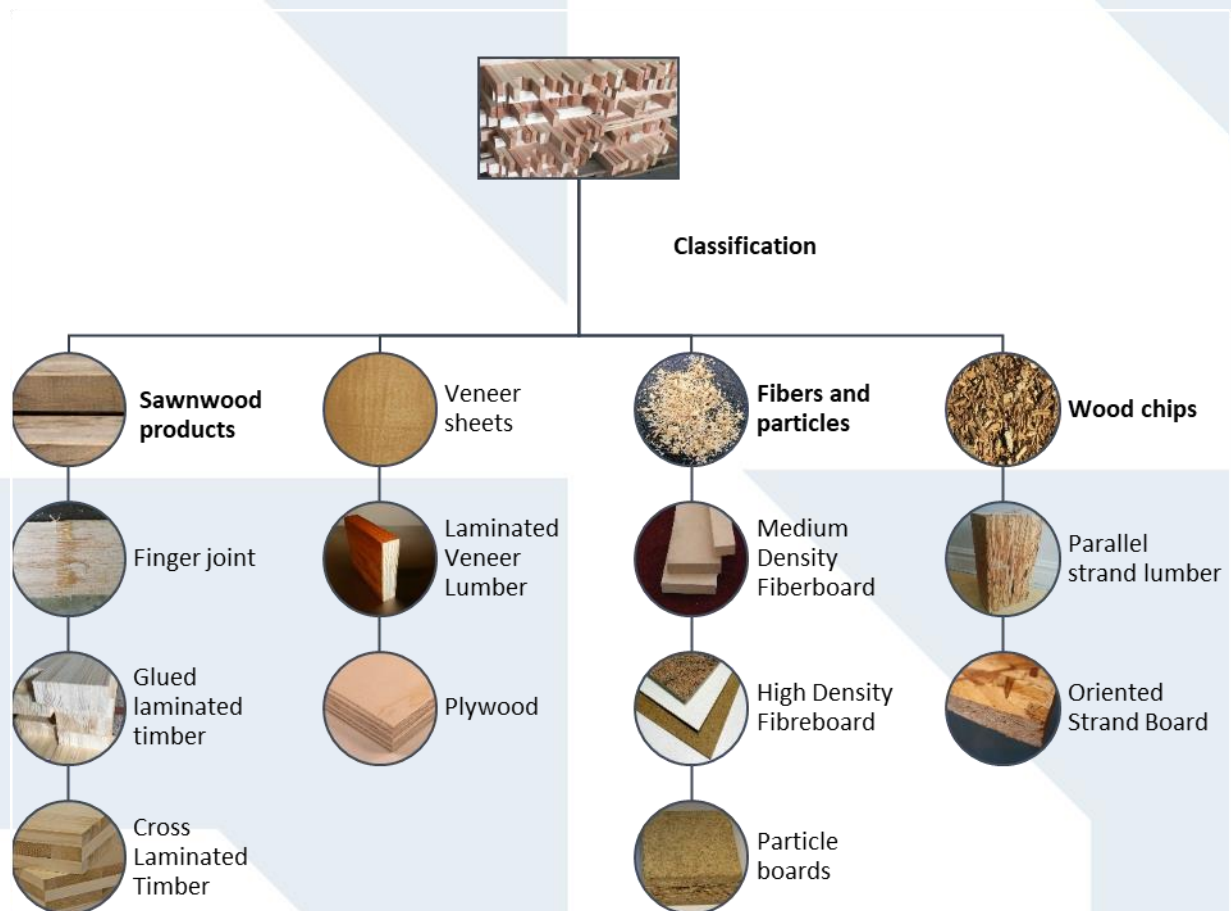 Classification
Sawnwood
products
Veneer
sheets
Fibers and
particles
Wood chips
Finger joint
Laminated
Veneer
Lumber
Medium
Density
Fiberboard
Parallel
strand lumber
Glued
laminated
timber
Plywood
High Density
Fibreboard
Oriented
Strand Board
Cross
Laminated
Timber
Particle
boards